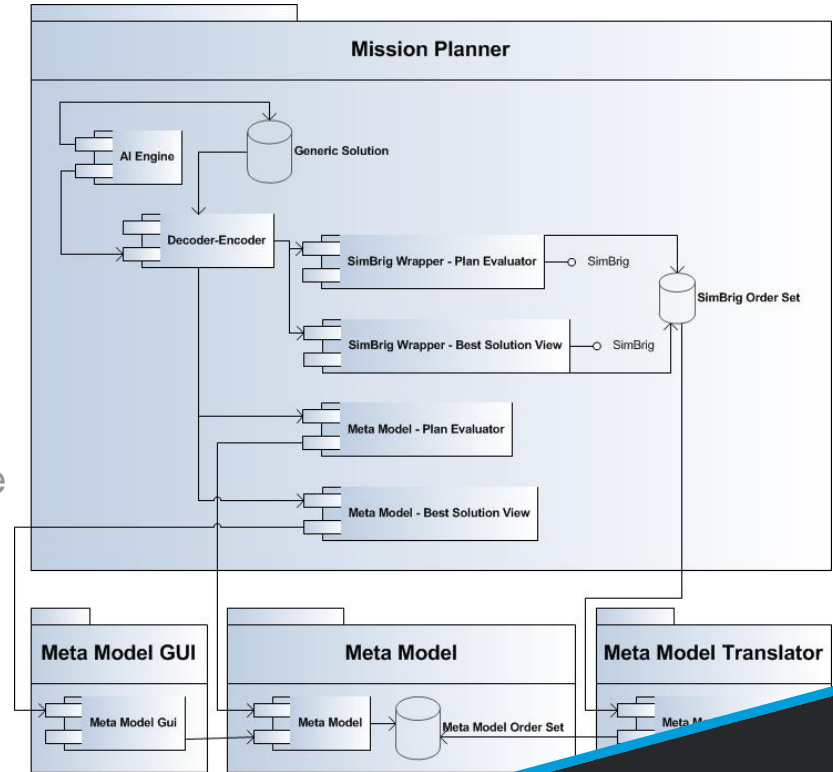 Mission Planner
AI Engine
Generic Solution
Decoder-Encoder
SimBrig Wrapper - Plan Evaluator
SimBrig
SimBrig Order Set
SimBrig Wrapper - Best Solution View
SimBrig
Meta Model - Plan Evaluator
e
Meta Model - Best Solution View
Meta Model GUI
Meta Model
Meta Model Translator
Meta Model Gui
Meta Model
Meta Model Order Set
Meta